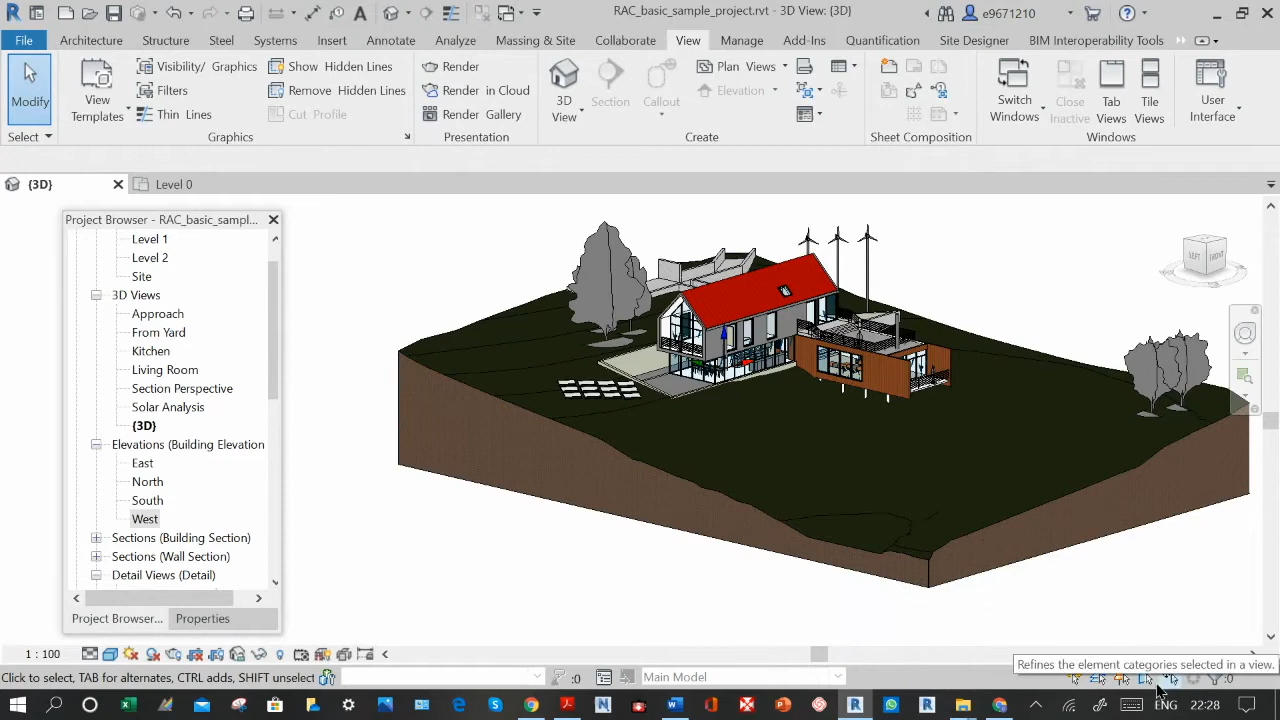 RAC_basic_sample_project.rvt - 3D View: {3D}
e9671210
File Architecture Structure Steel Systems Insert Annotate Analyze Massing & Site Collaborate View Manage Add-Ins Quantification Site Designer BIM Interoperability Tools
Modify
Select
View Templates
Visibility/ Graphics
Filters
Thin Lines
Show Hidden Lines
Remove Hidden Lines
Cut Profile
Graphics
Render
Render in Cloud
Render Gallery
Presentation
3D View
Section
Callout
Plan Views
Elevation
Create
Sheet Composition
Switch Windows
Close Inactive
Tab Views
Tile Views
Windows
User Interface
{3D}
Level 0
Project Browser - RAC_basic_sampl...
Level 1
Level 2
Site
3D Views
Approach
From Yard
Kitchen
Living Room
Section Perspective
Solar Analysis
{3D}
Elevations (Building Elevation
East
North
South
West
Sections (Building Section)
Sections (Wall Section)
Detail Views (Detail)
Project Browser...
Properties
LEFT FRONT
1 : 100
Refines the element categories selected in a view.
Click to select, TAB for alternates, CTRL adds, SHIFT unselect
:0
Main Model
:0
ENG 22:28